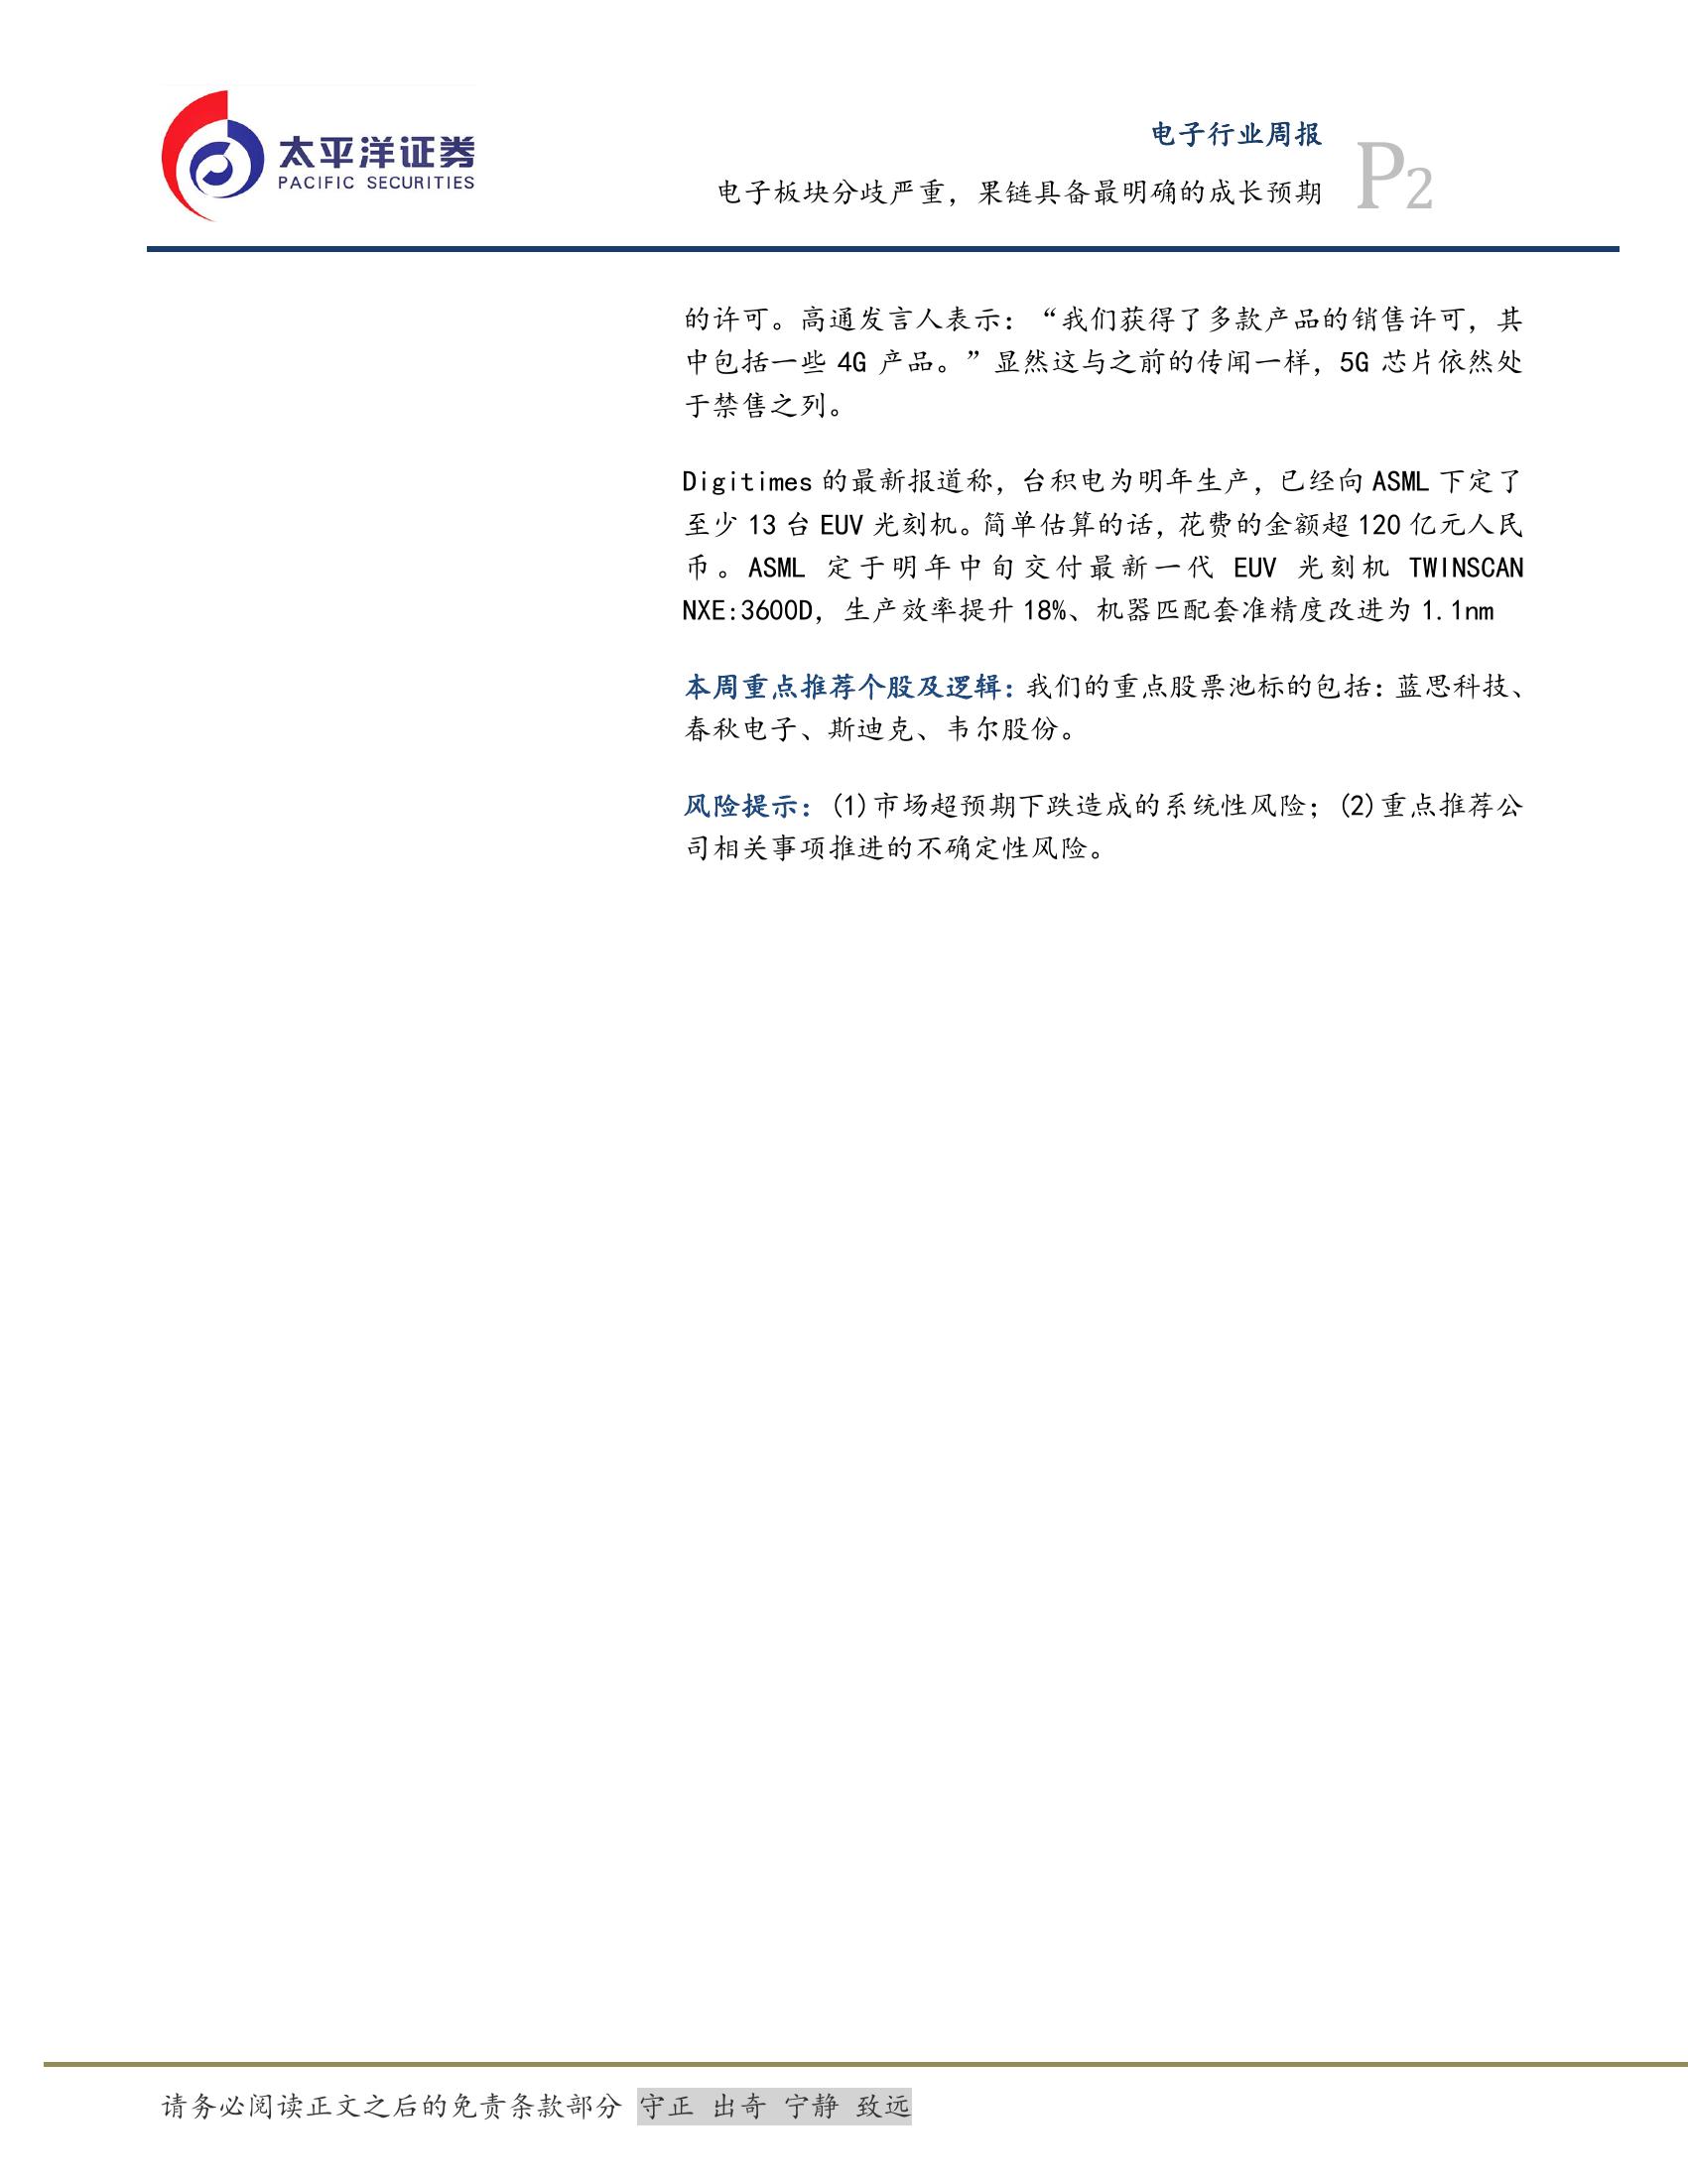 太平洋证券
PACIFIC SECURITIES
电子行业周报
电子板块分歧严重，果链具备最明确的成长预期
P2
的许可。高通发言人表示：“我们获得了多款产品的销售许可，其
中包括一些 4G 产品。”显然这与之前的传闻一样，5G 芯片依然处
于禁售之列。
Digitimes 的最新报道称，台积电为明年生产，已经向 ASML 下定了
至少 13 台 EUV 光刻机。简单估算的话，花费的金额超 120 亿元人民
币。ASML 定于明年中旬交付最新一代 EUV 光刻机 TWINSCAN
NXE:3600D，生产效率提升 18%、机器匹配套准精度改进为 1.1nm
本周重点推荐个股及逻辑：我们的重点股票池标的包括：蓝思科技、
春秋电子、斯迪克、韦尔股份。
风险提示：(1)市场超预期下跌造成的系统性风险；(2)重点推荐公
司相关事项推进的不确定性风险。
请务必阅读正文之后的免责条款部分 守正 出奇 宁静 致远